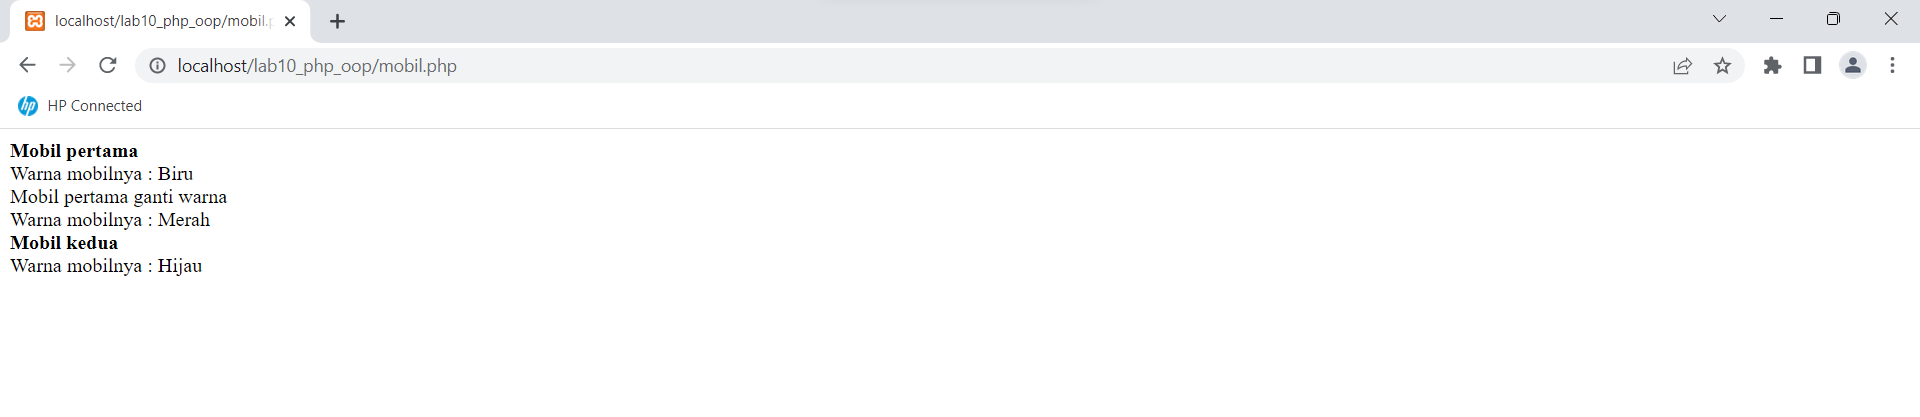 localhost/lab10_php_oop/mobil.p
localhost/lab10_php_oop/mobil.php
hp HP Connected
Mobil pertama
Warna mobilnya : Biru
Mobil pertama ganti warna
Warna mobilnya : Merah
Mobil kedua
Warna mobilnya : Hijau